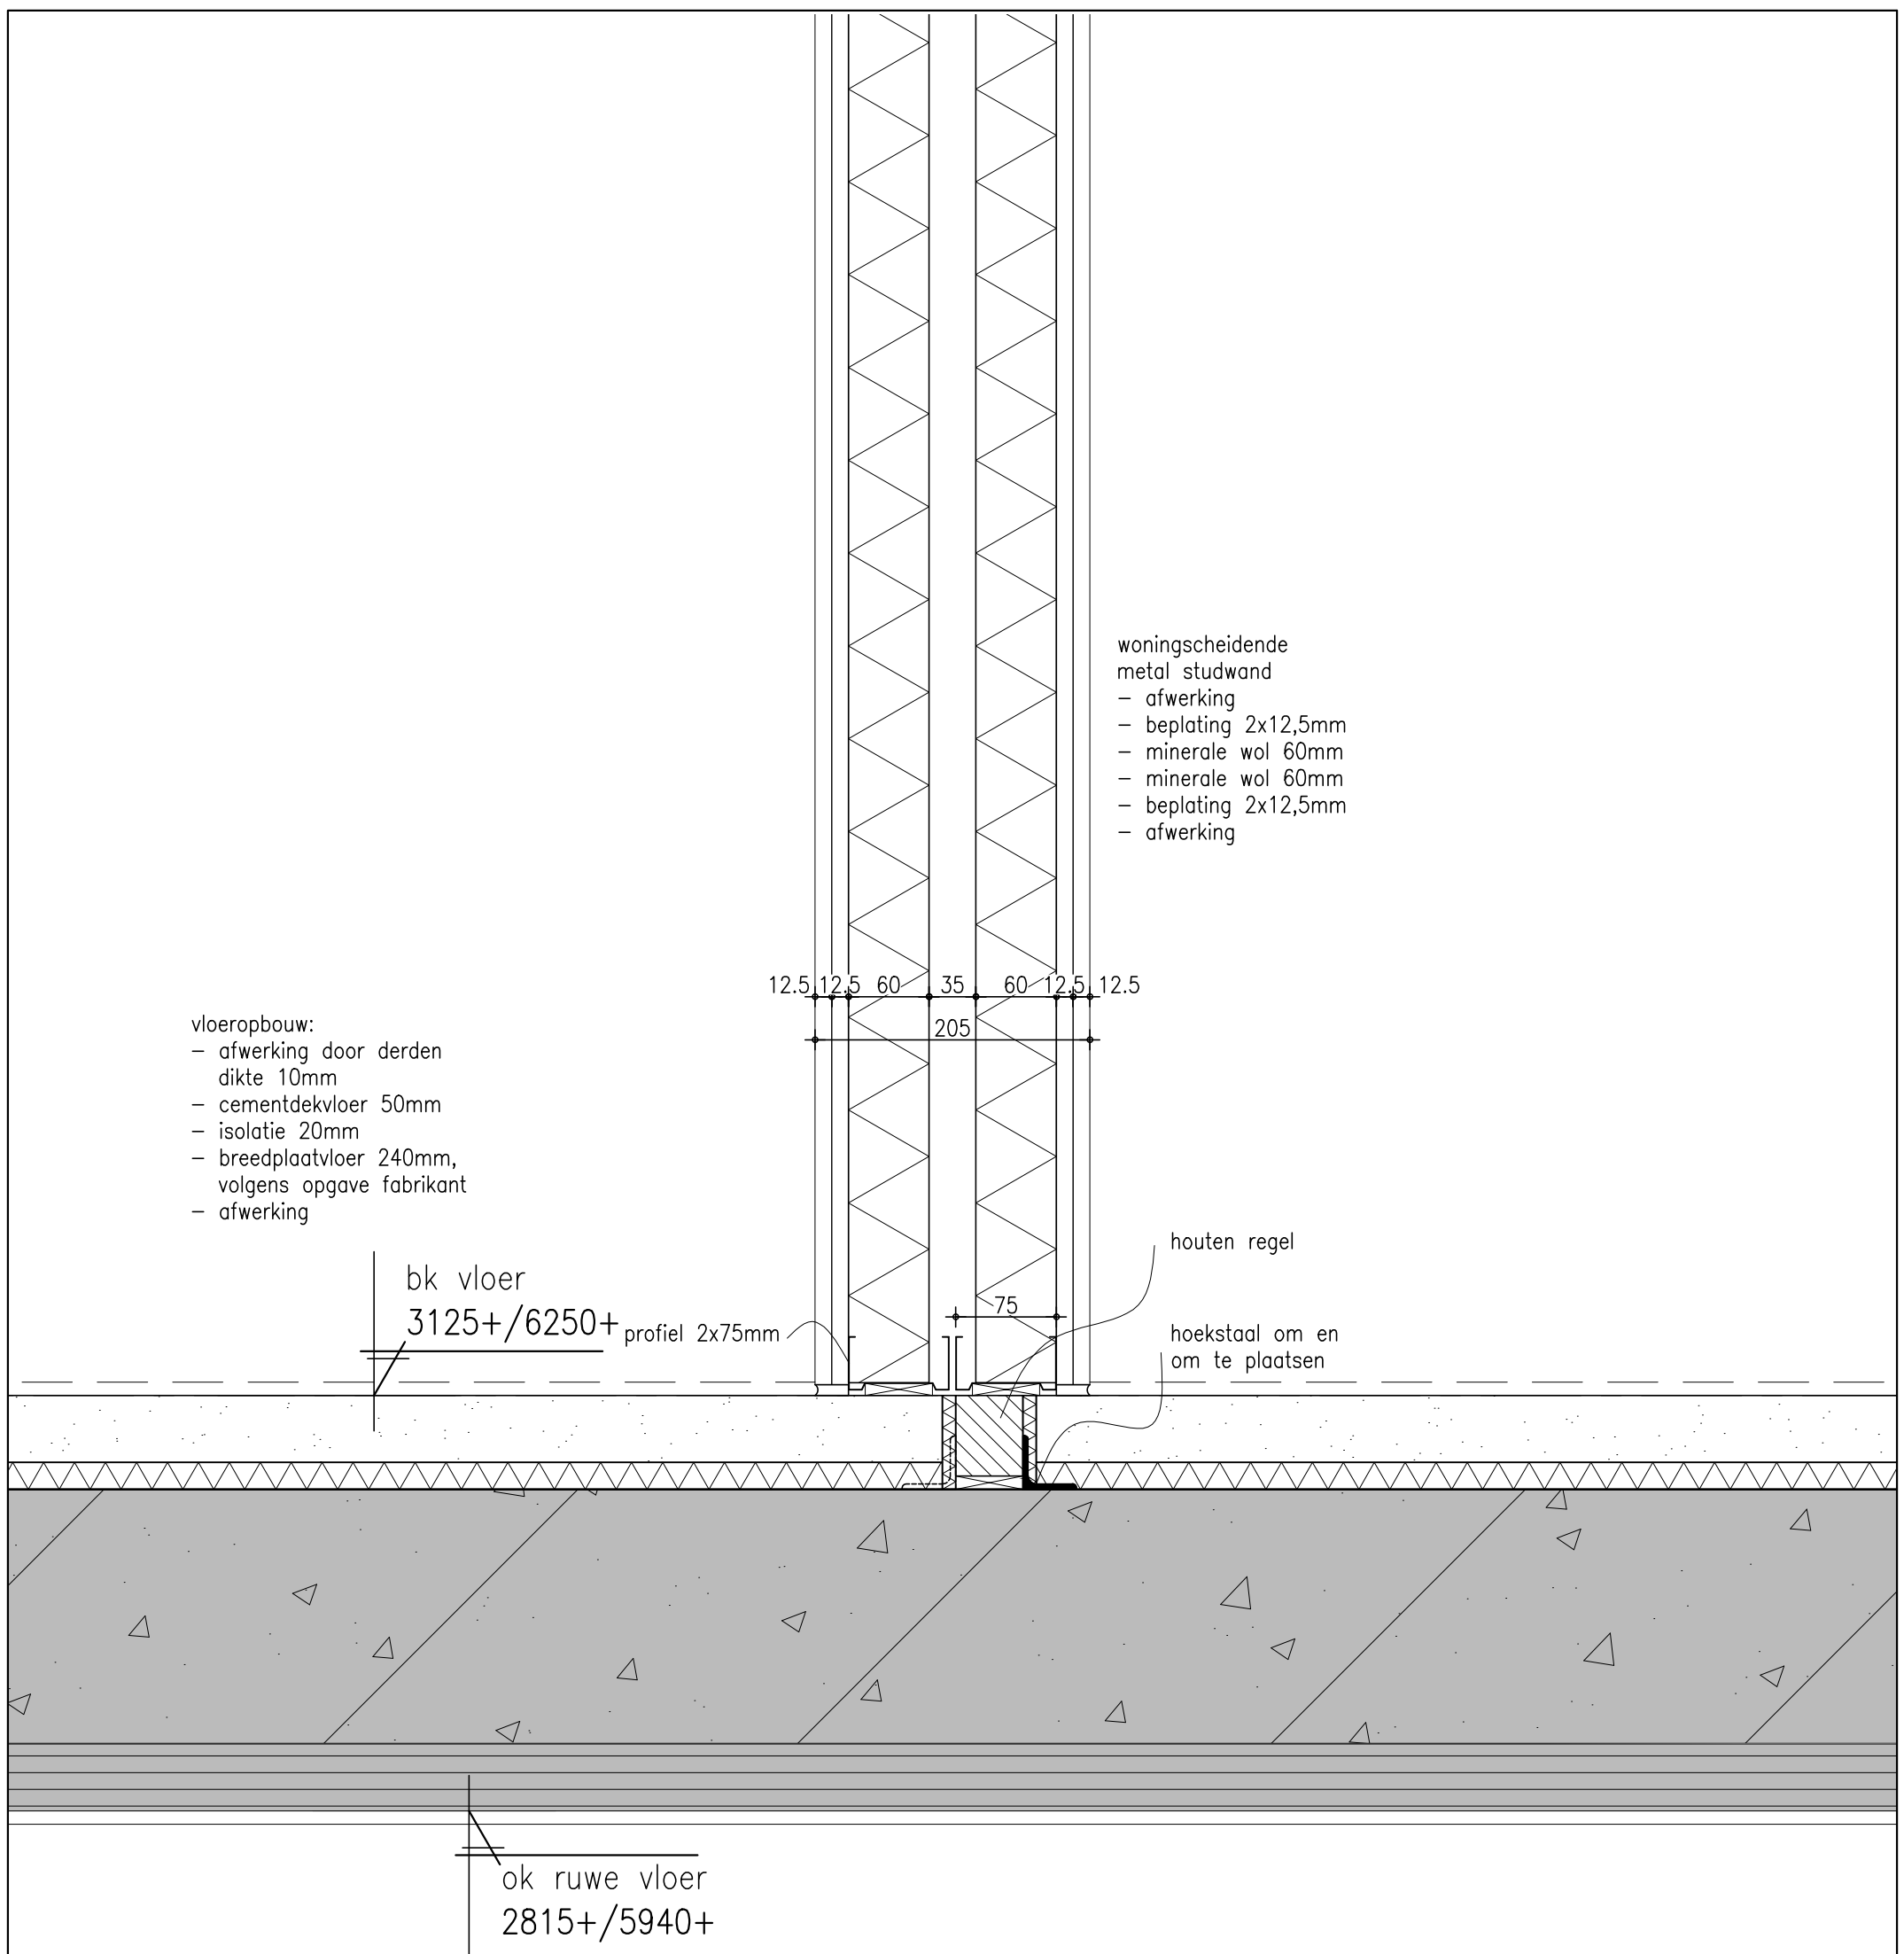 woningscheidende
metal studwand
- afwerking
- beplating 2x12,5mm
- minerale wol 60mm
- minerale wol 60mm
- beplating 2x12,5mm
- afwerking
12.5 12.5 60 35 60 12.5 12.5
205
vloeropbouw:
- afwerking door derden
dikte 10mm
- cementdekvloer 50mm
- isolatie 20mm
- breedplaatvloer 240mm,
volgens opgave fabrikant
- afwerking
houten regel
bk vloer
3125+/6250+
75
profiel 2x75mm
hoekstaal om en
om te plaatsen
ok ruwe vloer
2815+/5940+